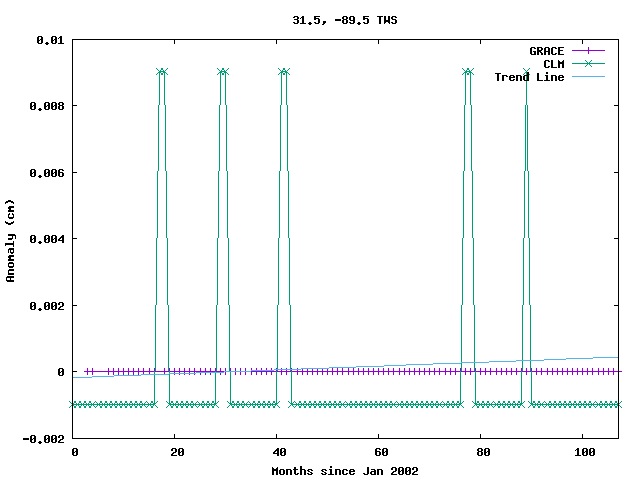 31.5, -89.5 TWS
0.01
GRACE
CLM
Trend Line
0.008
0.006
0.004
0.002
0
-0.002
Anomaly (cm)
0 20 40 60 80 100
Months since Jan 2002